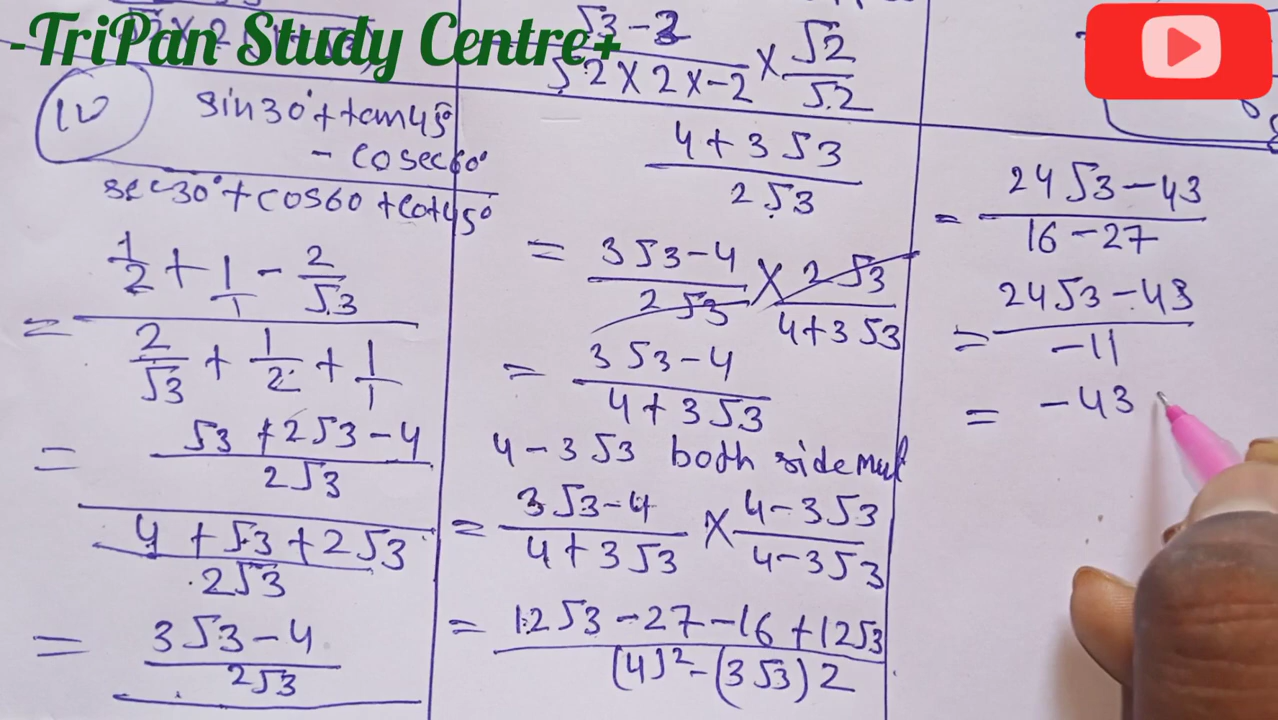 -TriPan Study Centre+
√3-2
√2×2×-2 × √2/√2
IV sin30°+tan45°
- cosec60°
sec30°+cos60+cot45°
= 1/2 + 1/1 - 2/√3
2/√3 + 1/2 + 1/1
= √3+2√3-4
2√3
4+√3+2√3
2√3
= 3√3-4
2√3
4+3√3
2√3
= 3√3-4/2√3 × 2√3/4+3√3
= 3√3-4
4+3√3
4-3√3 both side mul
= 3√3-4/4+3√3 × 4-3√3/4-3√3
= 12√3-27-16+12√3
(4)²-(3√3)2
= 24√3-43
16-27
= 24√3-43
-11
= -43